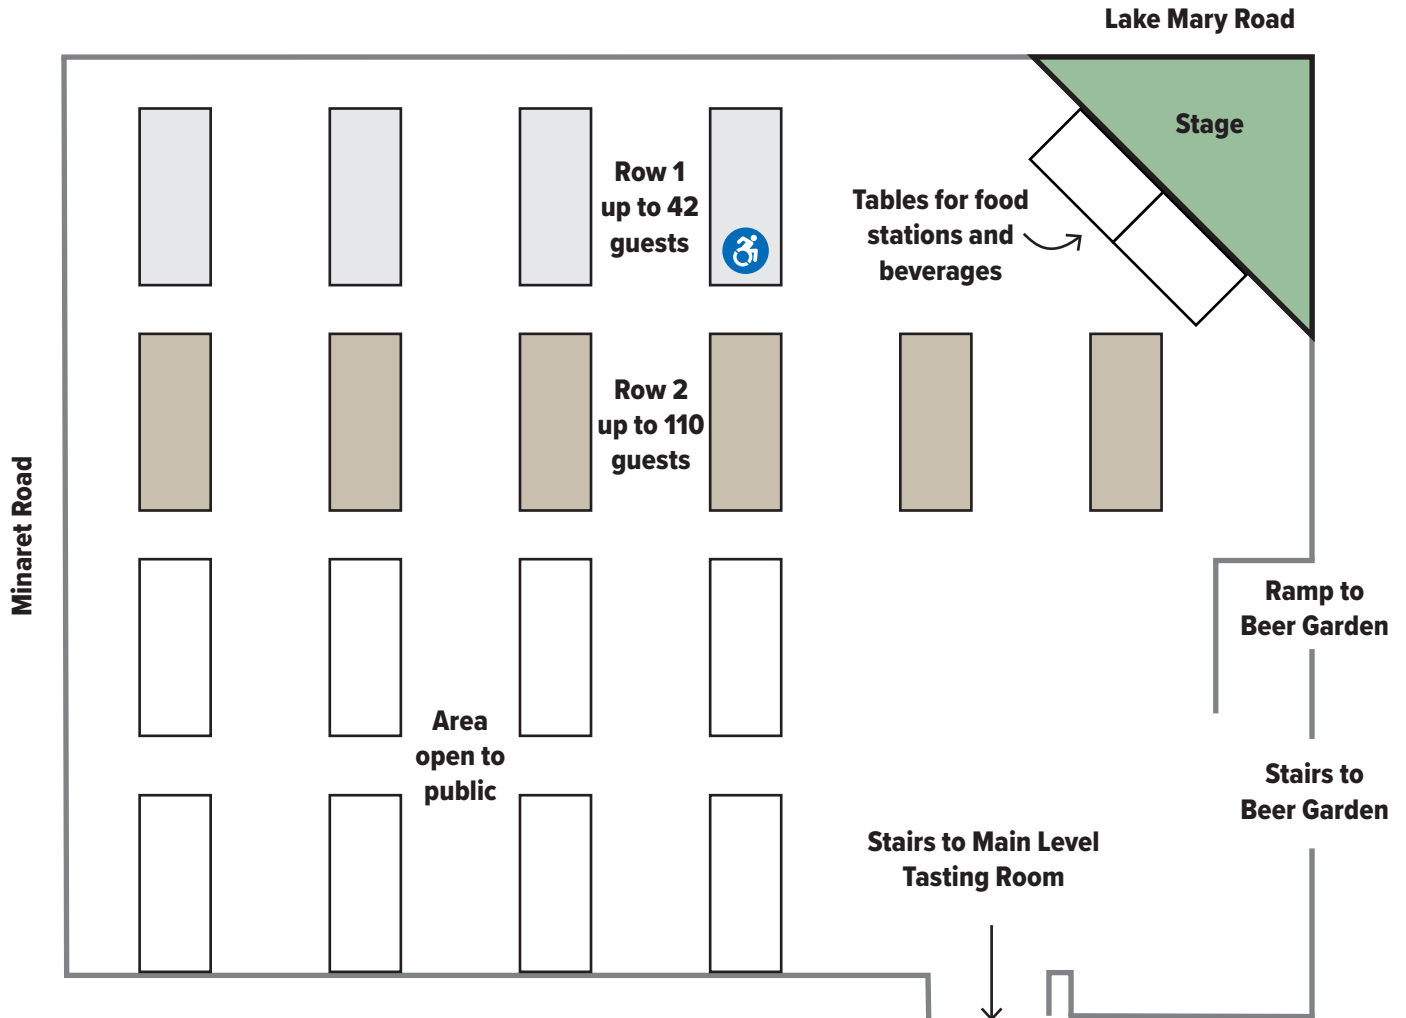 Lake Mary Road
Stage
Row 1
up to 42
guests
Tables for food
stations and
beverages
Row 2
up to 110
guests
Minaret Road
Ramp to
Beer Garden
Area
open to
public
Stairs to
Beer Garden
Stairs to Main Level
Tasting Room